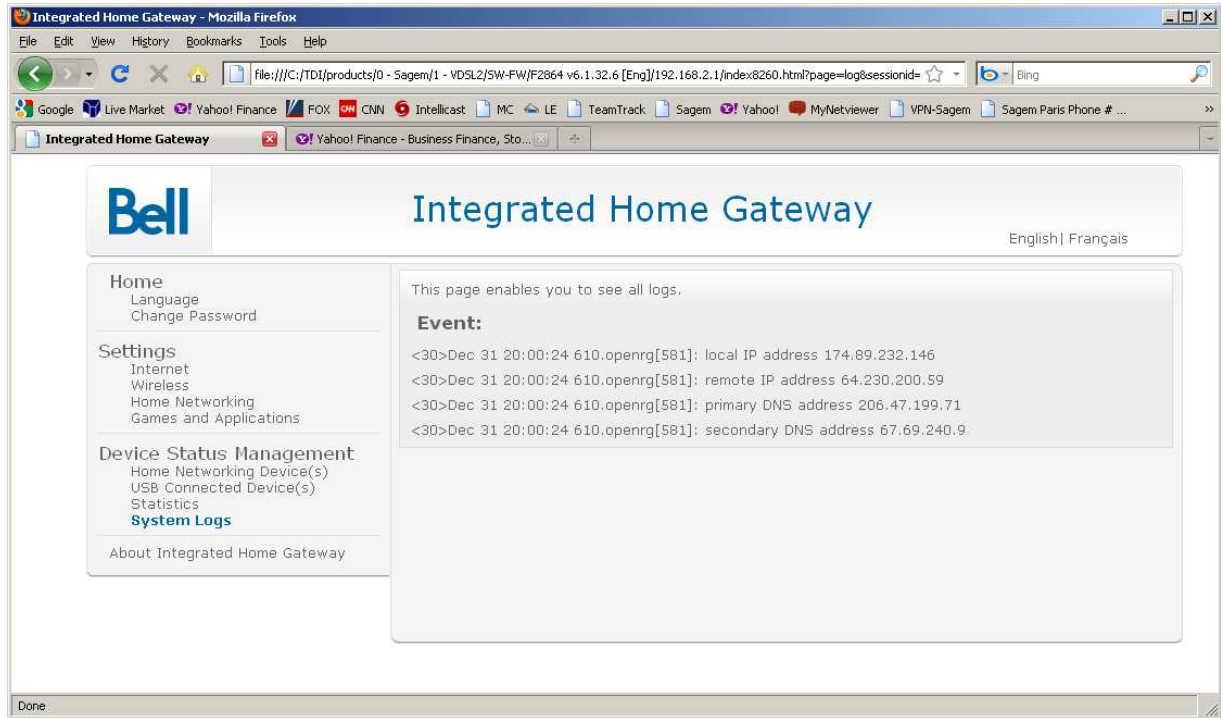 Integrated Home Gateway - Mozilla Firefox
File Edit View History Bookmarks Tools Help
file:///C:/TDI/products/0 - Sagem/1 - VDSL2/SW-FW/F2864 v6.1.32.6 [Eng]/192.168.2.1/index8260.html?page=log&sessionid= Bing
Google Live Market Yahoo! Finance FOX CNN Intellicast MC LE TeamTrack Sagem Yahoo! MyNetviewer VPN-Sagem Sagem Paris Phone # ... »
Integrated Home Gateway Yahoo! Finance - Business Finance, Sto...
Bell
Integrated Home Gateway
English| Français
Home
Language
Change Password
Settings
Internet
Wireless
Home Networking
Games and Applications
Device Status Management
Home Networking Device(s)
USB Connected Device(s)
Statistics
System Logs
About Integrated Home Gateway
This page enables you to see all logs.
Event:
<30>Dec 31 20:00:24 610.openrg[581]: local IP address 174.89.232.146
<30>Dec 31 20:00:24 610.openrg[581]: remote IP address 64.230.200.59
<30>Dec 31 20:00:24 610.openrg[581]: primary DNS address 206.47.199.71
<30>Dec 31 20:00:24 610.openrg[581]: secondary DNS address 67.69.240.9
Done